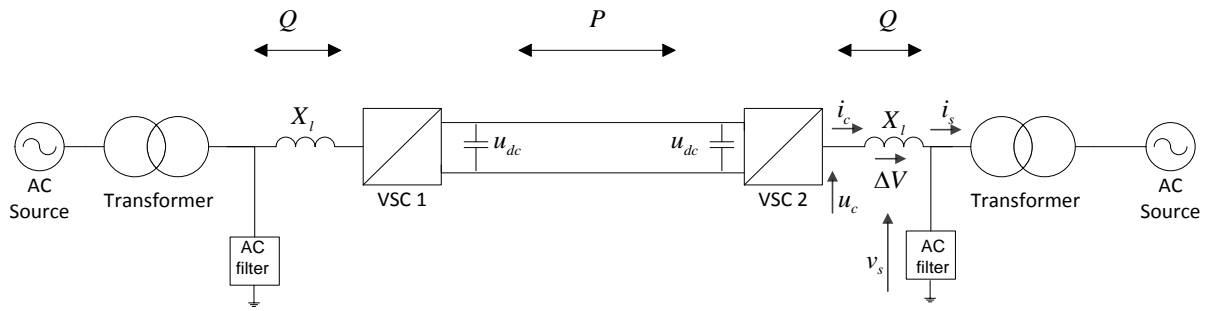 Q
P
Q
X_l
u_dc
u_dc
i_c
X_l
i_s
ΔV
AC
Source
Transformer
VSC 1
VSC 2
u_c
Transformer
AC
Source
AC
filter
v_s
AC
filter